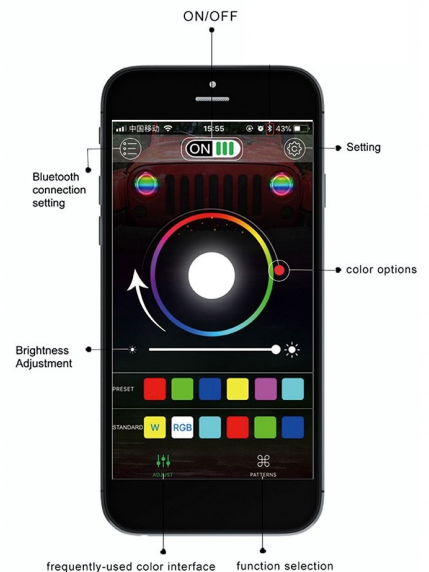 ON/OFF
中国移动 15:55 43%
ON
Setting
Bluetooth
connection
setting
color options
Brightness
Adjustment
PRESET
STANDARD W RGB
ADJUST PATTERNS
frequently-used color interface function selection